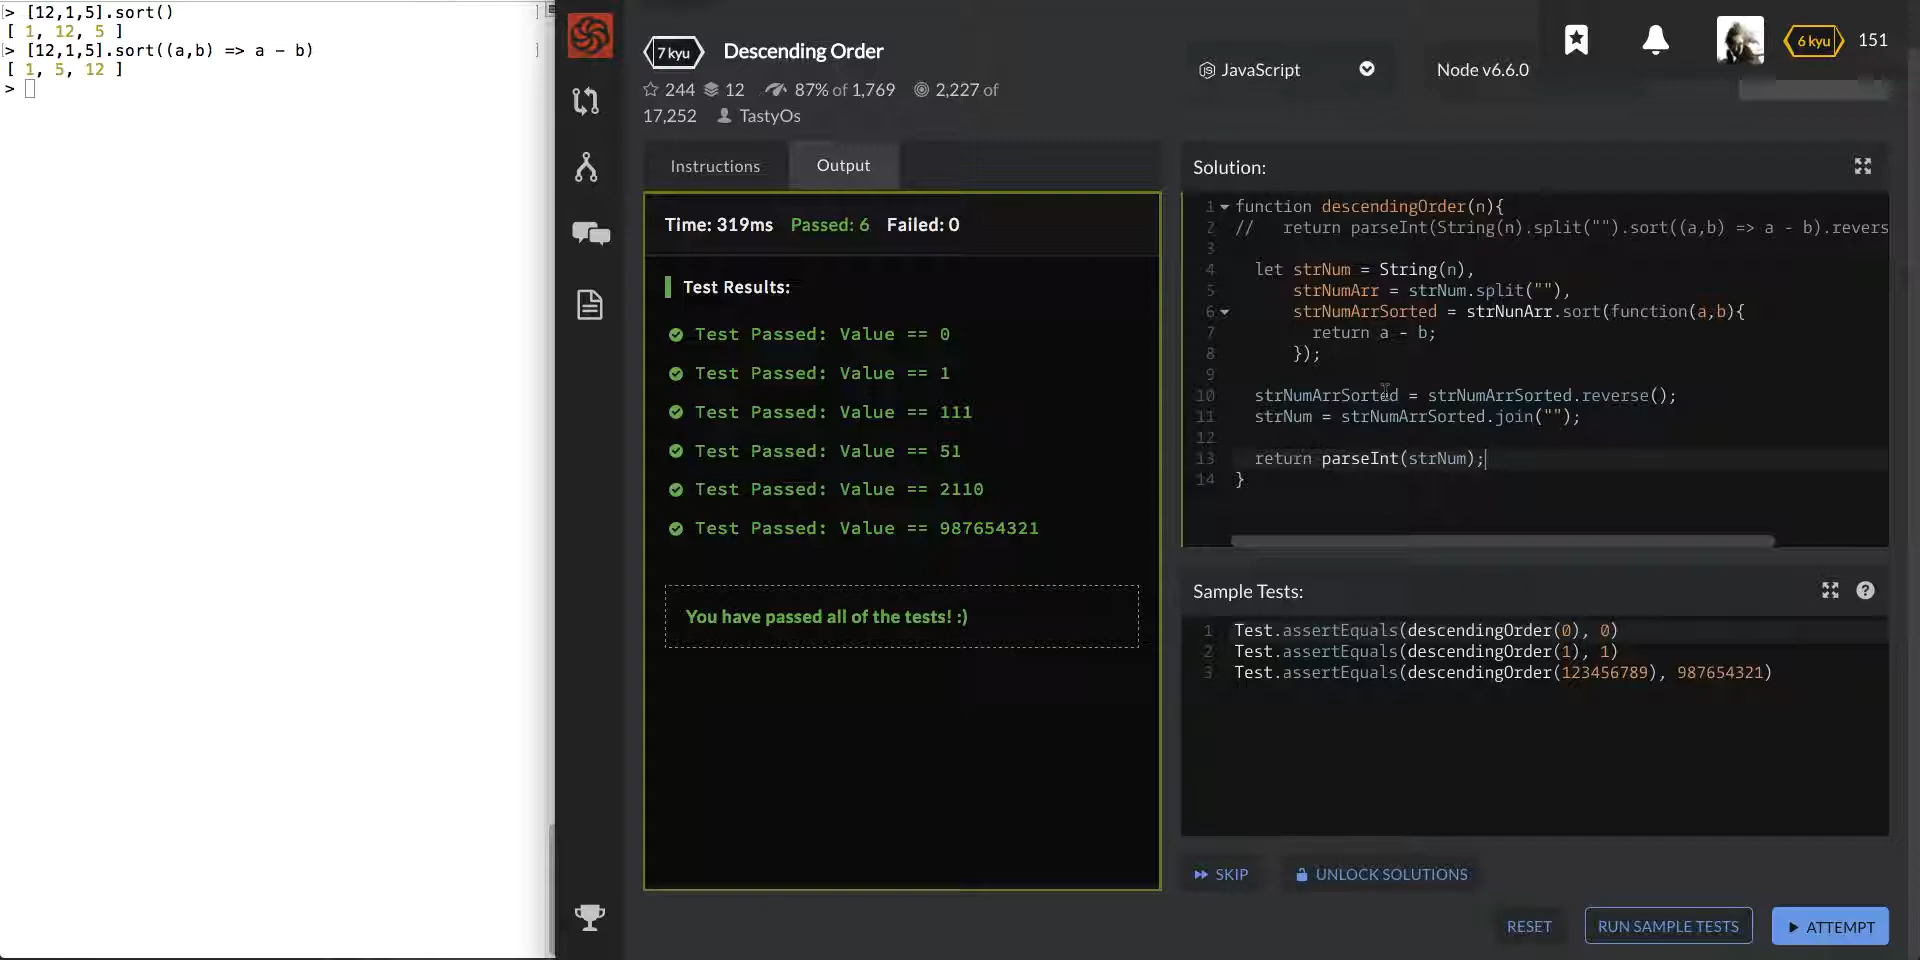 > [12,1,5].sort()
[ 1, 12, 5 ]
> [12,1,5].sort((a,b) => a - b)
[ 1, 5, 12 ]
>
7 kyu
Descending Order
244 12 87% of 1,769 2,227 of
17,252 TastyOs
JavaScript
Node v6.6.0
6 kyu
151
Instructions
Output
Time: 319ms Passed: 6 Failed: 0
Test Results:
Test Passed: Value == 0
Test Passed: Value == 1
Test Passed: Value == 111
Test Passed: Value == 51
Test Passed: Value == 2110
Test Passed: Value == 987654321
You have passed all of the tests! :)
Solution:
1 function descendingOrder(n){
2 // return parseInt(String(n).split("").sort((a,b) => a - b).revers
3
4 let strNum = String(n),
5 strNumArr = strNum.split(""),
6 strNumArrSorted = strNunArr.sort(function(a,b){
7 return a - b;
8 });
9
10 strNumArrSorted = strNumArrSorted.reverse();
11 strNum = strNumArrSorted.join("");
12
13 return parseInt(strNum);
14 }
Sample Tests:
1 Test.assertEquals(descendingOrder(0), 0)
2 Test.assertEquals(descendingOrder(1), 1)
3 Test.assertEquals(descendingOrder(123456789), 987654321)
SKIP
UNLOCK SOLUTIONS
RESET
RUN SAMPLE TESTS
ATTEMPT